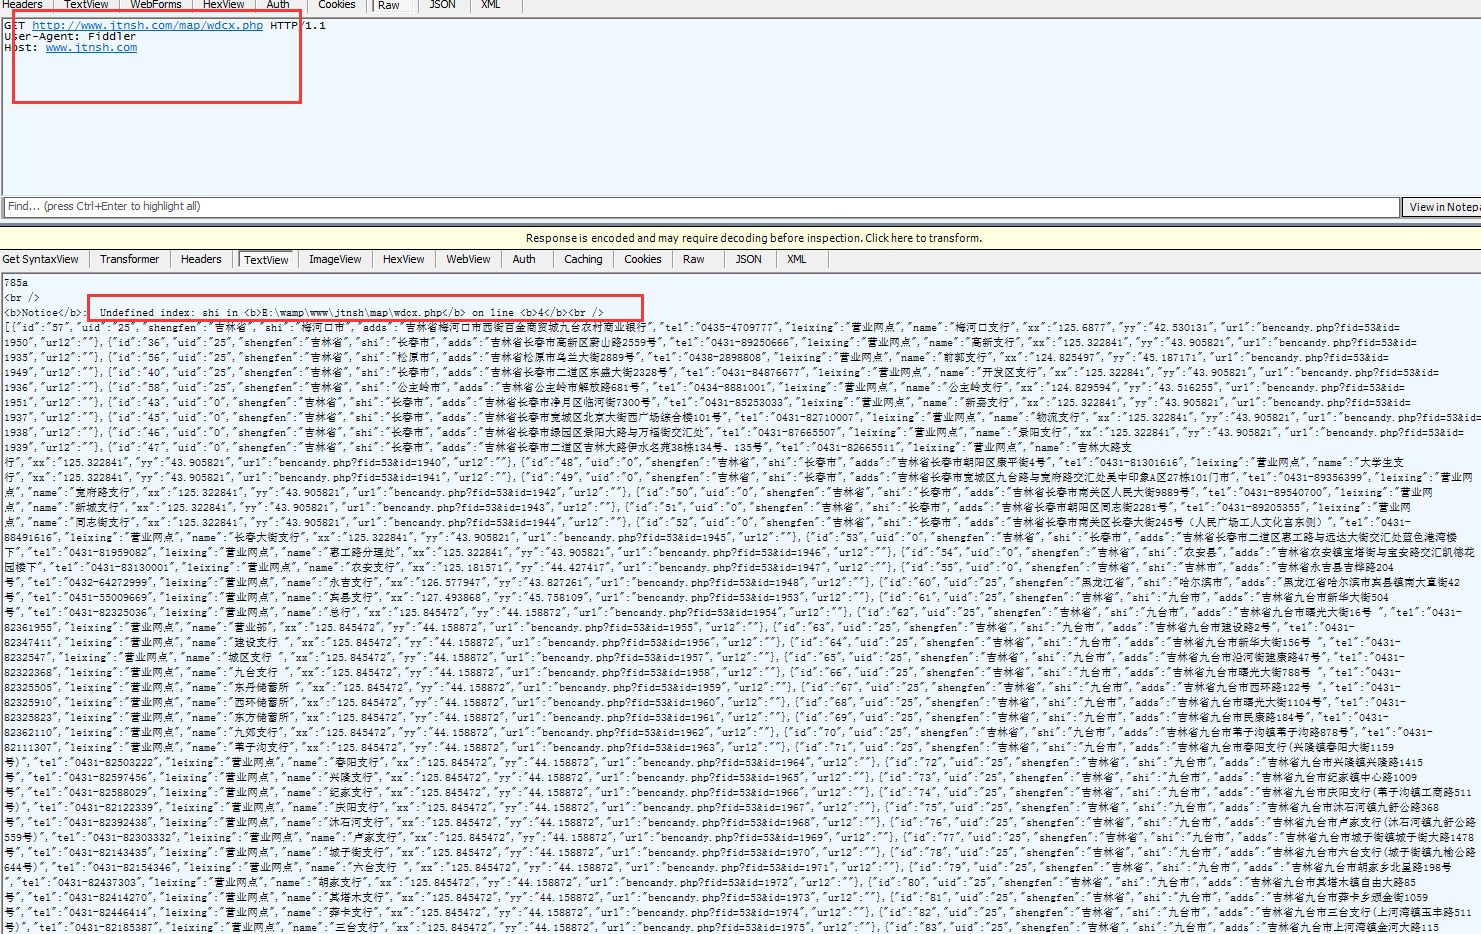 Headers TextView WebForms HexView Auth Cookies Raw JSON XML
GET http://www.jtnsh.com/map/wdcx.php HTTP/1.1
User-Agent: Fiddler
Host: www.jtnsh.com
Find... (press Ctrl+Enter to highlight all) View in Notepa
Response is encoded and may require decoding before inspection. Click here to transform.
Get SyntaxView Transformer Headers TextView ImageView HexView WebView Auth Caching Cookies Raw JSON XML
785a
<br />
<b>Notice</b>: Undefined index: shi in <b>E:\wamp\www\jtnsh\map\wdcx.php</b> on line <b>4</b><br />
[{"id":"57","uid":"25","shengfen":"吉林省","shi":"梅河口市","adds":"吉林省梅河口市西街百金商贸城九台农村商业银行","tel":"0435-4709777","leixing":"营业网点","name":"梅河口支行","xx":"125.6877","yy":"42.530131","url":"bencandy.php?fid=53&id=
1950","url2":""},{"id":"36","uid":"25","shengfen":"吉林省","shi":"长春市","adds":"吉林省长春市高新区蔚山路2559号","tel":"0431-89250666","leixing":"营业网点","name":"高新支行","xx":"125.322841","yy":"43.905821","url":"bencandy.php?fid=53&id=
1935","url2":""},{"id":"56","uid":"25","shengfen":"吉林省","shi":"松原市","adds":"吉林省松原市乌兰大街2889号","tel":"0438-2898808","leixing":"营业网点","name":"前郭支行","xx":"124.825497","yy":"45.187171","url":"bencandy.php?fid=53&id=
1949","url2":""},{"id":"40","uid":"25","shengfen":"吉林省","shi":"长春市","adds":"吉林省长春市二道区东盛大街2328号","tel":"0431-84876677","leixing":"营业网点","name":"开发区支行","xx":"125.322841","yy":"43.905821","url":"bencandy.php?fid=53&id=
1936","url2":""},{"id":"58","uid":"25","shengfen":"吉林省","shi":"公主岭市","adds":"吉林省公主岭市解放路681号","tel":"0434-8881001","leixing":"营业网点","name":"公主岭支行","xx":"124.829594","yy":"43.516255","url":"bencandy.php?fid=53&id=
1951","url2":""},{"id":"43","uid":"0","shengfen":"吉林省","shi":"长春市","adds":"吉林省长春市净月区临河街7300号","tel":"0431-85253033","leixing":"营业网点","name":"新嘉支行","xx":"125.322841","yy":"43.905821","url":"bencandy.php?fid=53&id=
1937","url2":""},{"id":"45","uid":"0","shengfen":"吉林省","shi":"长春市","adds":"吉林省长春市宽城区北京大街西广场综合楼101号","tel":"0431-82710007","leixing":"营业网点","name":"物流支行","xx":"125.322841","yy":"43.905821","url":"bencandy.php?fid=53&id=
1938","url2":""},{"id":"46","uid":"0","shengfen":"吉林省","shi":"长春市","adds":"吉林省长春市绿园区景阳大路与万福街交汇处","tel":"0431-87665507","leixing":"营业网点","name":"景阳支行","xx":"125.322841","yy":"43.905821","url":"bencandy.php?fid=53&id=
1939","url2":""},{"id":"47","uid":"0","shengfen":"吉林省","shi":"长春市","adds":"吉林省长春市二道区吉林大路伊水名苑38栋134号、135号","tel":"0431-82665511","leixing":"营业网点","name":"吉林大路支
行","xx":"125.322841","yy":"43.905821","url":"bencandy.php?fid=53&id=1940","url2":""},{"id":"48","uid":"0","shengfen":"吉林省","shi":"长春市","adds":"吉林省长春市朝阳区康平街4号","tel":"0431-81301616","leixing":"营业网点","name":"大学生支
行","xx":"125.322841","yy":"43.905821","url":"bencandy.php?fid=53&id=1941","url2":""},{"id":"49","uid":"0","shengfen":"吉林省","shi":"长春市","adds":"吉林省长春市宽城区九台路与宽府路交汇处昊中印象A区27栋101门市","tel":"0431-89356399","leixing":"营业网
点","name":"宽府路支行","xx":"125.322841","yy":"43.905821","url":"bencandy.php?fid=53&id=1942","url2":""},{"id":"50","uid":"0","shengfen":"吉林省","shi":"长春市","adds":"吉林省长春市南关区人民大街9889号","tel":"0431-89540700","leixing":"营业网
点","name":"新城支行","xx":"125.322841","yy":"43.905821","url":"bencandy.php?fid=53&id=1943","url2":""},{"id":"51","uid":"0","shengfen":"吉林省","shi":"长春市","adds":"吉林省长春市朝阳区同志街2281号","tel":"0431-89205355","leixing":"营业网
点","name":"同志街支行","xx":"125.322841","yy":"43.905821","url":"bencandy.php?fid=53&id=1944","url2":""},{"id":"52","uid":"0","shengfen":"吉林省","shi":"长春市","adds":"吉林省长春市南关区长春大街245号（人民广场工人文化宫东侧）","tel":"0431-
88491616","leixing":"营业网点","name":"长春大街支行","xx":"125.322841","yy":"43.905821","url":"bencandy.php?fid=53&id=1945","url2":""},{"id":"53","uid":"0","shengfen":"吉林省","shi":"长春市","adds":"吉林省长春市二道区惠工路与远达大街交汇处蓝色港湾楼
下","tel":"0431-81959082","leixing":"营业网点","name":"惠工路分理处","xx":"125.322841","yy":"43.905821","url":"bencandy.php?fid=53&id=1946","url2":""},{"id":"54","uid":"0","shengfen":"吉林省","shi":"农安县","adds":"吉林省农安镇宝塔街与宝安路交汇凯德花
园楼下","tel":"0431-83130001","leixing":"营业网点","name":"农安支行","xx":"125.181571","yy":"44.427417","url":"bencandy.php?fid=53&id=1947","url2":""},{"id":"55","uid":"0","shengfen":"吉林省","shi":"永吉县","adds":"吉林省永吉县吉桦路204
号","tel":"0432-64272999","leixing":"营业网点","name":"永吉支行","xx":"126.577947","yy":"43.827261","url":"bencandy.php?fid=53&id=1948","url2":""},{"id":"60","uid":"25","shengfen":"黑龙江省","shi":"哈尔滨市","adds":"黑龙江省哈尔滨市宾县镇南大直街42
号","tel":"0451-55009669","leixing":"营业网点","name":"宾县支行","xx":"127.493868","yy":"45.758109","url":"bencandy.php?fid=53&id=1953","url2":""},{"id":"61","uid":"25","shengfen":"吉林省","shi":"九台市","adds":"吉林省九台市新华大街504
号","tel":"0431-82325036","leixing":"营业网点","name":"总行","xx":"125.845472","yy":"44.158872","url":"bencandy.php?fid=53&id=1954","url2":""},{"id":"62","uid":"25","shengfen":"吉林省","shi":"九台市","adds":"吉林省九台市曙光大街16号 ","tel":"0431-
82361955","leixing":"营业网点","name":"营业部","xx":"125.845472","yy":"44.158872","url":"bencandy.php?fid=53&id=1955","url2":""},{"id":"63","uid":"25","shengfen":"吉林省","shi":"九台市","adds":"吉林省九台市建设路2号","tel":"0431-
82347411","leixing":"营业网点","name":"建设支行 ","xx":"125.845472","yy":"44.158872","url":"bencandy.php?fid=53&id=1956","url2":""},{"id":"64","uid":"25","shengfen":"吉林省","shi":"九台市","adds":"吉林省九台市新华大街156号 ","tel":"0431-
8232547","leixing":"营业网点","name":"城区支行 ","xx":"125.845472","yy":"44.158872","url":"bencandy.php?fid=53&id=1957","url2":""},{"id":"65","uid":"25","shengfen":"吉林省","shi":"九台市","adds":"吉林省九台市沿河街建康路47号","tel":"0431-
82322368","leixing":"营业网点","name":"九台支行 ","xx":"125.845472","yy":"44.158872","url":"bencandy.php?fid=53&id=1958","url2":""},{"id":"66","uid":"25","shengfen":"吉林省","shi":"九台市","adds":"吉林省九台市曙光大街788号 ","tel":"0431-
82325505","leixing":"营业网点","name":"东丹储蓄所 ","xx":"125.845472","yy":"44.158872","url":"bencandy.php?fid=53&id=1959","url2":""},{"id":"67","uid":"25","shengfen":"吉林省","shi":"九台市","adds":"吉林省九台市西环路122号 ","tel":"0431-
82325910","leixing":"营业网点","name":"西环储蓄所","xx":"125.845472","yy":"44.158872","url":"bencandy.php?fid=53&id=1960","url2":""},{"id":"68","uid":"25","shengfen":"吉林省","shi":"九台市","adds":"吉林省九台市曙光大街1104号","tel":"0431-
82325823","leixing":"营业网点","name":"东方储蓄所","xx":"125.845472","yy":"44.158872","url":"bencandy.php?fid=53&id=1961","url2":""},{"id":"69","uid":"25","shengfen":"吉林省","shi":"九台市","adds":"吉林省九台市民康路184号","tel":"0431-
82362110","leixing":"营业网点","name":"九郊支行","xx":"125.845472","yy":"44.158872","url":"bencandy.php?fid=53&id=1962","url2":""},{"id":"70","uid":"25","shengfen":"吉林省","shi":"九台市","adds":"吉林省九台市苇子沟镇苇子沟路878号","tel":"0431-
82111307","leixing":"营业网点","name":"苇子沟支行","xx":"125.845472","yy":"44.158872","url":"bencandy.php?fid=53&id=1963","url2":""},{"id":"71","uid":"25","shengfen":"吉林省","shi":"九台市","adds":"吉林省九台市春阳支行(兴隆镇春阳大街1159
号)","tel":"0431-82503222","leixing":"营业网点","name":"春阳支行","xx":"125.845472","yy":"44.158872","url":"bencandy.php?fid=53&id=1964","url2":""},{"id":"72","uid":"25","shengfen":"吉林省","shi":"九台市","adds":"吉林省九台市兴隆镇兴隆路1415
号","tel":"0431-82597456","leixing":"营业网点","name":"兴隆支行","xx":"125.845472","yy":"44.158872","url":"bencandy.php?fid=53&id=1965","url2":""},{"id":"73","uid":"25","shengfen":"吉林省","shi":"九台市","adds":"吉林省九台市纪家镇中心路1009
号","tel":"0431-82588029","leixing":"营业网点","name":"纪家支行","xx":"125.845472","yy":"44.158872","url":"bencandy.php?fid=53&id=1966","url2":""},{"id":"74","uid":"25","shengfen":"吉林省","shi":"九台市","adds":"吉林省九台市庆阳支行(苇子沟镇工商路511
号)","tel":"0431-82122339","leixing":"营业网点","name":"庆阳支行","xx":"125.845472","yy":"44.158872","url":"bencandy.php?fid=53&id=1967","url2":""},{"id":"75","uid":"25","shengfen":"吉林省","shi":"九台市","adds":"吉林省九台市沐石河镇九舒公路368
号","tel":"0431-82392438","leixing":"营业网点","name":"沐石河支行","xx":"125.845472","yy":"44.158872","url":"bencandy.php?fid=53&id=1968","url2":""},{"id":"76","uid":"25","shengfen":"吉林省","shi":"九台市","adds":"吉林省九台市卢家支行(沐石河镇九舒公路
559号)","tel":"0431-82303332","leixing":"营业网点","name":"卢家支行","xx":"125.845472","yy":"44.158872","url":"bencandy.php?fid=53&id=1969","url2":""},{"id":"77","uid":"25","shengfen":"吉林省","shi":"九台市","adds":"吉林省九台市城子街镇城子街大路1478
号","tel":"0431-82143435","leixing":"营业网点","name":"城子街支行","xx":"125.845472","yy":"44.158872","url":"bencandy.php?fid=53&id=1970","url2":""},{"id":"78","uid":"25","shengfen":"吉林省","shi":"九台市","adds":"吉林省九台市六台支行(城子街镇九榆公路
644号)","tel":"0431-82154346","leixing":"营业网点","name":"六台支行 ","xx":"125.845472","yy":"44.158872","url":"bencandy.php?fid=53&id=1971","url2":""},{"id":"79","uid":"25","shengfen":"吉林省","shi":"九台市","adds":"吉林省九台市胡家乡北星路198号
","tel":"0431-82437303","leixing":"营业网点","name":"胡家支行","xx":"125.845472","yy":"44.158872","url":"bencandy.php?fid=53&id=1972","url2":""},{"id":"80","uid":"25","shengfen":"吉林省","shi":"九台市","adds":"吉林省九台市其塔木镇自由大路85
号","tel":"0431-82414270","leixing":"营业网点","name":"其塔木支行","xx":"125.845472","yy":"44.158872","url":"bencandy.php?fid=53&id=1973","url2":""},{"id":"81","uid":"25","shengfen":"吉林省","shi":"九台市","adds":"吉林省九台市莽卡乡颂金街1059
号","tel":"0431-82446414","leixing":"营业网点","name":"莽卡支行","xx":"125.845472","yy":"44.158872","url":"bencandy.php?fid=53&id=1974","url2":""},{"id":"82","uid":"25","shengfen":"吉林省","shi":"九台市","adds":"吉林省九台市三台支行(上河湾镇玉丰路511
号)","tel":"0431-82185387","leixing":"营业网点","name":"三台支行","xx":"125.845472","yy":"44.158872","url":"bencandy.php?fid=53&id=1975","url2":""},{"id":"83","uid":"25","shengfen":"吉林省","shi":"九台市","adds":"吉林省九台市上河湾镇金河大路115